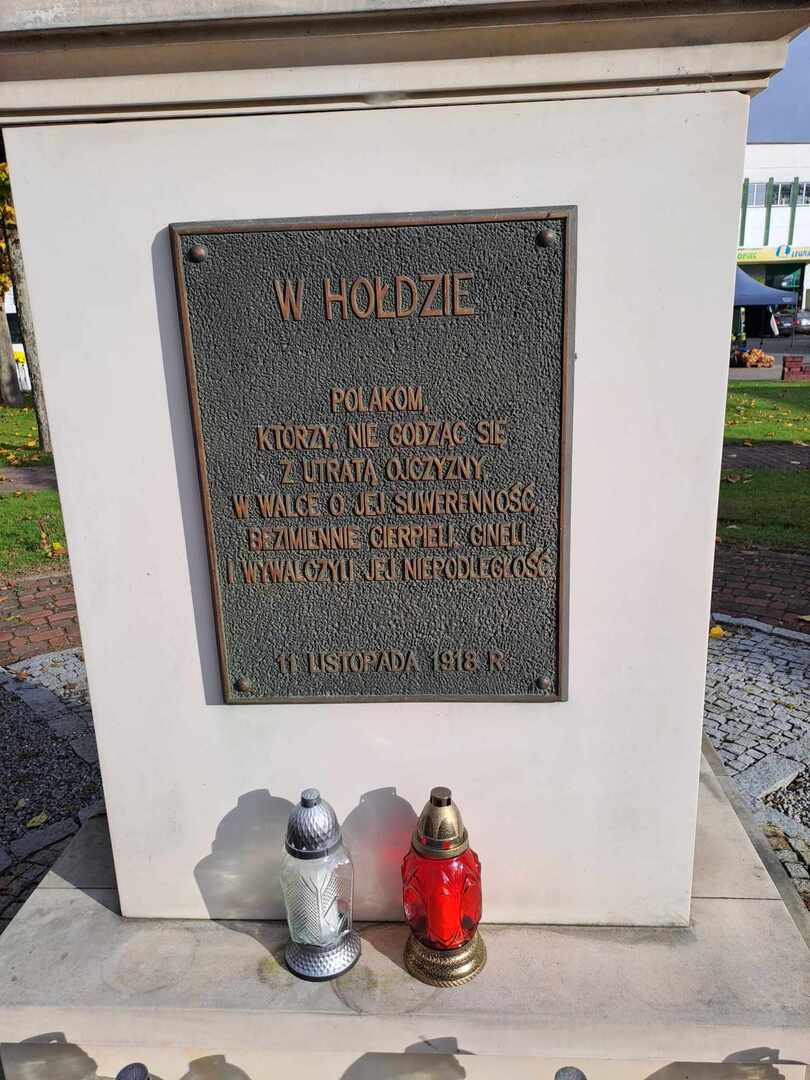 W HOŁDZIE
POLAKOM,
KTÓRZY, NIE GODZĄC SIĘ
Z UTRATĄ OJCZYZNY
W WALCE O JEJ SUWERENNOŚĆ,
BEZIMIENNIE CIERPIELI, GINĘLI
I WYWALCZYLI JEJ NIEPODLEGŁOŚĆ
11 LISTOPADA 1918 R.